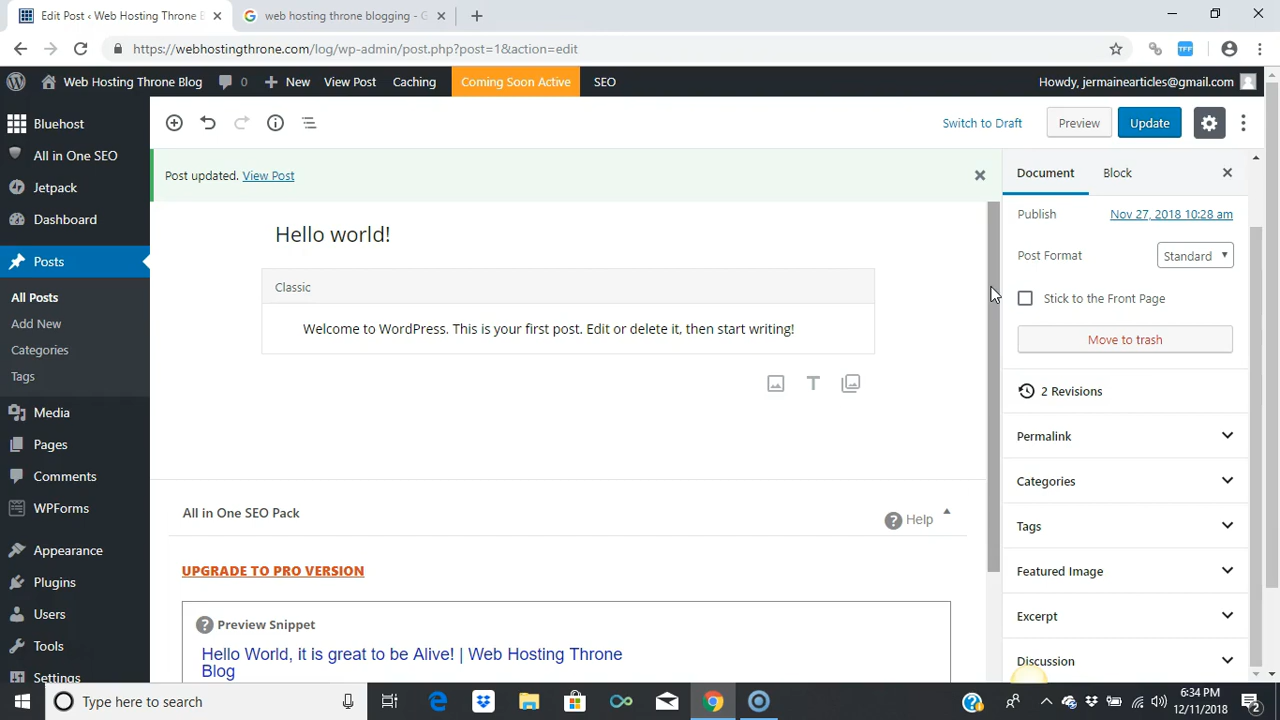 Edit Post ‹ Web Hosting Throne B
web hosting throne blogging - G
https://webhostingthrone.com/log/wp-admin/post.php?post=1&action=edit
TFF
Web Hosting Throne Blog
0
New
View Post
Caching
Coming Soon Active
SEO
Howdy, jermainearticles@gmail.com
Bluehost
All in One SEO
Jetpack
Dashboard
Posts
All Posts
Add New
Categories
Tags
Media
Pages
Comments
WPForms
Appearance
Plugins
Users
Tools
Settings
Switch to Draft
Preview
Update
Post updated. View Post
Hello world!
Classic
Welcome to WordPress. This is your first post. Edit or delete it, then start writing!
All in One SEO Pack
Help
UPGRADE TO PRO VERSION
Preview Snippet
Hello World, it is great to be Alive! | Web Hosting Throne
Blog
Document
Block
Publish
Nov 27, 2018 10:28 am
Post Format
Standard
Stick to the Front Page
Move to trash
2 Revisions
Permalink
Categories
Tags
Featured Image
Excerpt
Discussion
Type here to search
6:34 PM
12/11/2018
2